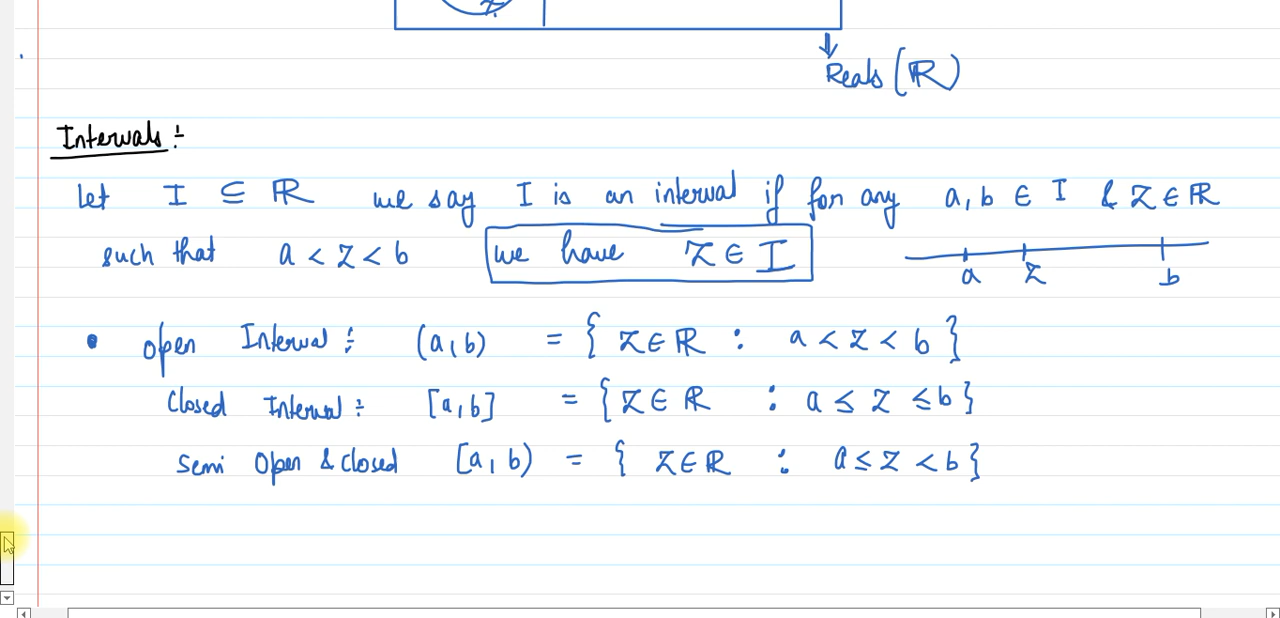 Reals (ℝ)
Intervals :-
Let I ⊆ ℝ we say I is an interval if for any a, b ∈ I & z ∈ ℝ
such that a < z < b we have z ∈ I
a z b
• Open Interval :- (a, b) = { z ∈ ℝ : a < z < b }
Closed Interval :- [a, b] = { z ∈ ℝ : a ≤ z ≤ b }
Semi Open & Closed [a, b) = { z ∈ ℝ : a ≤ z < b }